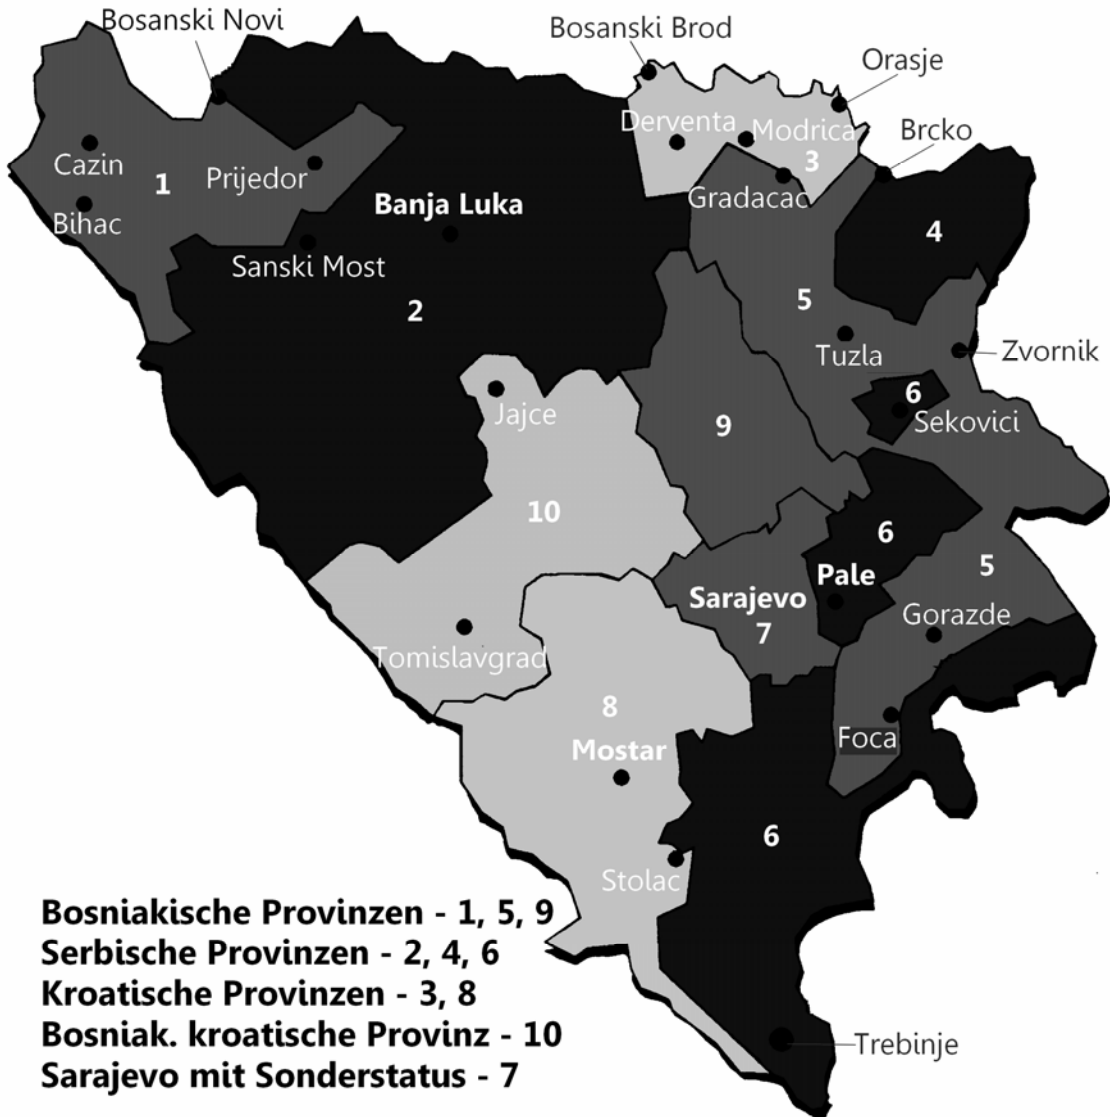 Bosanski Novi
Bosanski Brod
Orasje
Derventa
Modrica
Brcko
3
Cazin
1
Prijedor
Gradacac
Bihac
Banja Luka
4
Sanski Most
2
5
Tuzla
Zvornik
6
Jajce
9
Sekovici
10
6
Pale
5
Sarajevo
7
Gorazde
Tomislavgrad
8
Foca
Mostar
6
Stolac
Bosniakische Provinzen - 1, 5, 9
Serbische Provinzen - 2, 4, 6
Kroatische Provinzen - 3, 8
Bosniak. kroatische Provinz - 10
Sarajevo mit Sonderstatus - 7
Trebinje